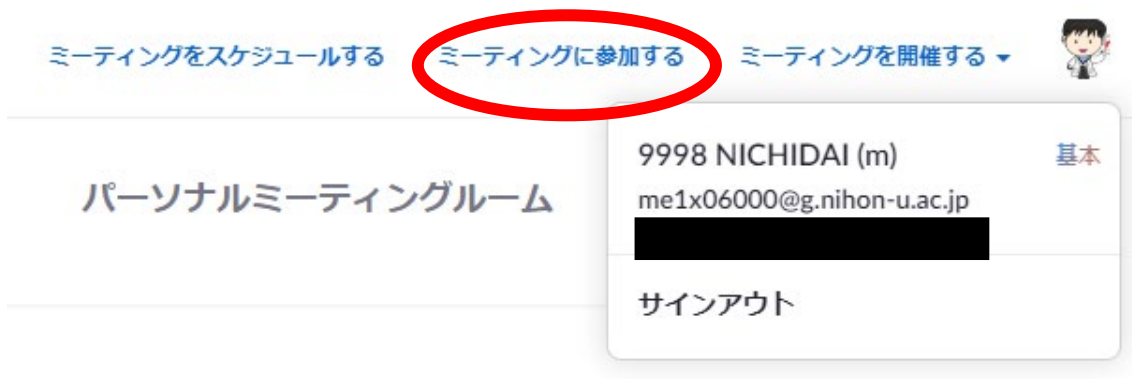 ミーティングをスケジュールする ミーティングに参加する ミーティングを開催する
9998 NICHIDAI (m) 基本
パーソナルミーティングルーム
me1x06000@g.nihon-u.ac.jp
サインアウト